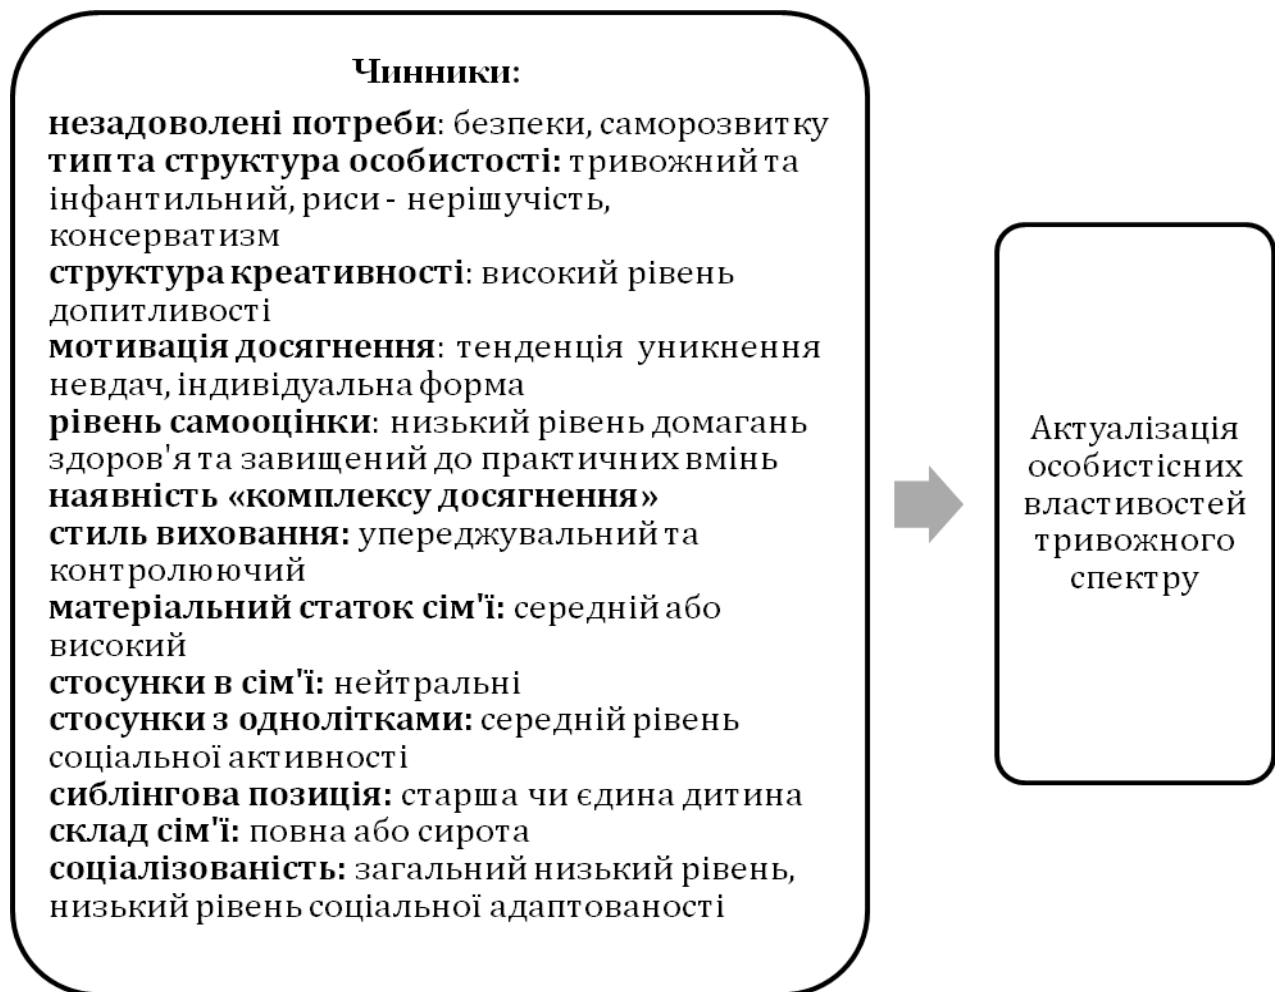 Чинники:
незадоволені потреби: безпеки, саморозвитку
тип та структура особистості: тривожний та
інфантильний, риси - нерішучість,
консерватизм
структура креативності: високий рівень
допитливості
мотивація досягнення: тенденція уникнення
невдач, індивідуальна форма
рівень самооцінки: низький рівень домагань
здоров'я та завищений до практичних вмінь
наявність «комплексу досягнення»
стиль виховання: упереджувальний та
контролюючий
матеріальний статок сім'ї: середній або
високий
стосунки в сім'ї: нейтральні
стосунки з однолітками: середній рівень
соціальної активності
сиблінгова позиція: старша чи єдина дитина
склад сім'ї: повна або сирота
соціалізованість: загальний низький рівень,
низький рівень соціальної адаптованості
Актуалізація
особистісних
властивостей
тривожного
спектру